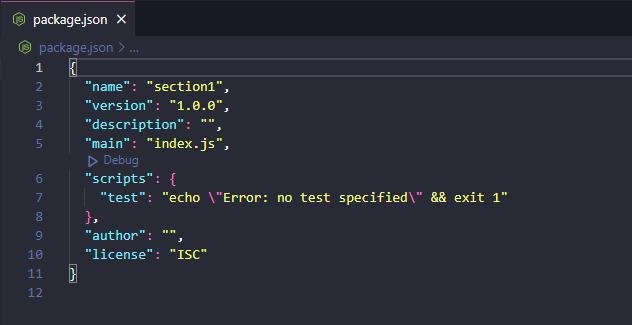 package.json ×
package.json > ...
1 {
2 "name": "section1",
3 "version": "1.0.0",
4 "description": "",
5 "main": "index.js",
Debug
6 "scripts": {
7 "test": "echo \"Error: no test specified\" && exit 1"
8 },
9 "author": "",
10 "license": "ISC"
11 }
12